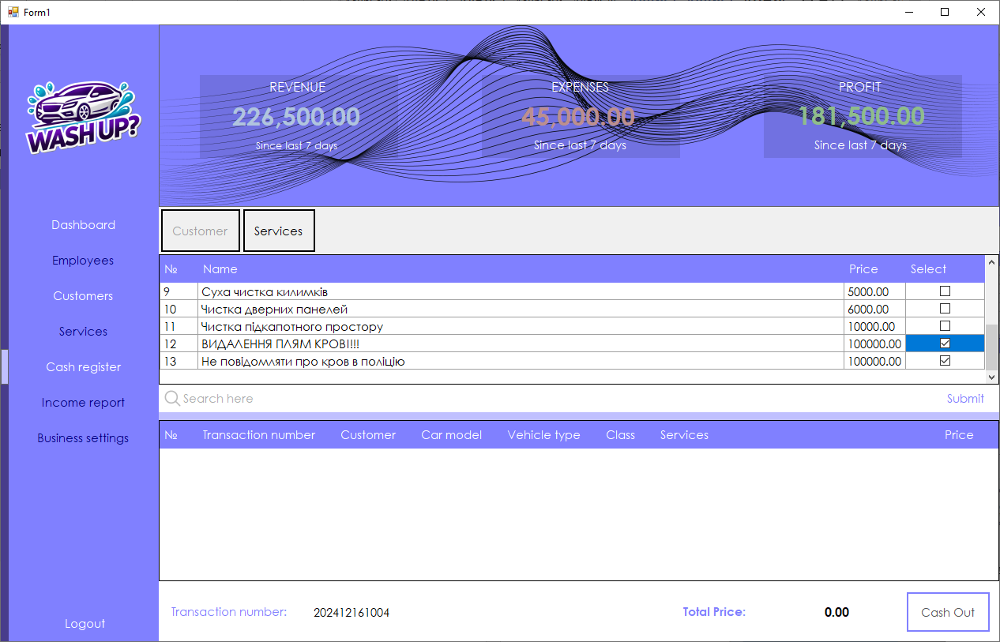 Form1
WASH UP?
REVENUE EXPENSES PROFIT
226,500.00 45,000.00 181,500.00
Since last 7 days Since last 7 days Since last 7 days
Dashboard
Employees
Customers
Services
Cash register
Income report
Business settings
Logout
Customer Services
№ Name Price Select
9 Суха чистка килимків 5000.00
10 Чистка дверних панелей 6000.00
11 Чистка підкапотного простору 10000.00
12 ВИДАЛЕННЯ ПЛЯМ КРОВІ!!! 100000.00
13 Не повідомляти про кров в поліцію 100000.00
Search here Submit
№ Transaction number Customer Car model Vehicle type Class Services Price
Transaction number: 202412161004 Total Price: 0.00 Cash Out